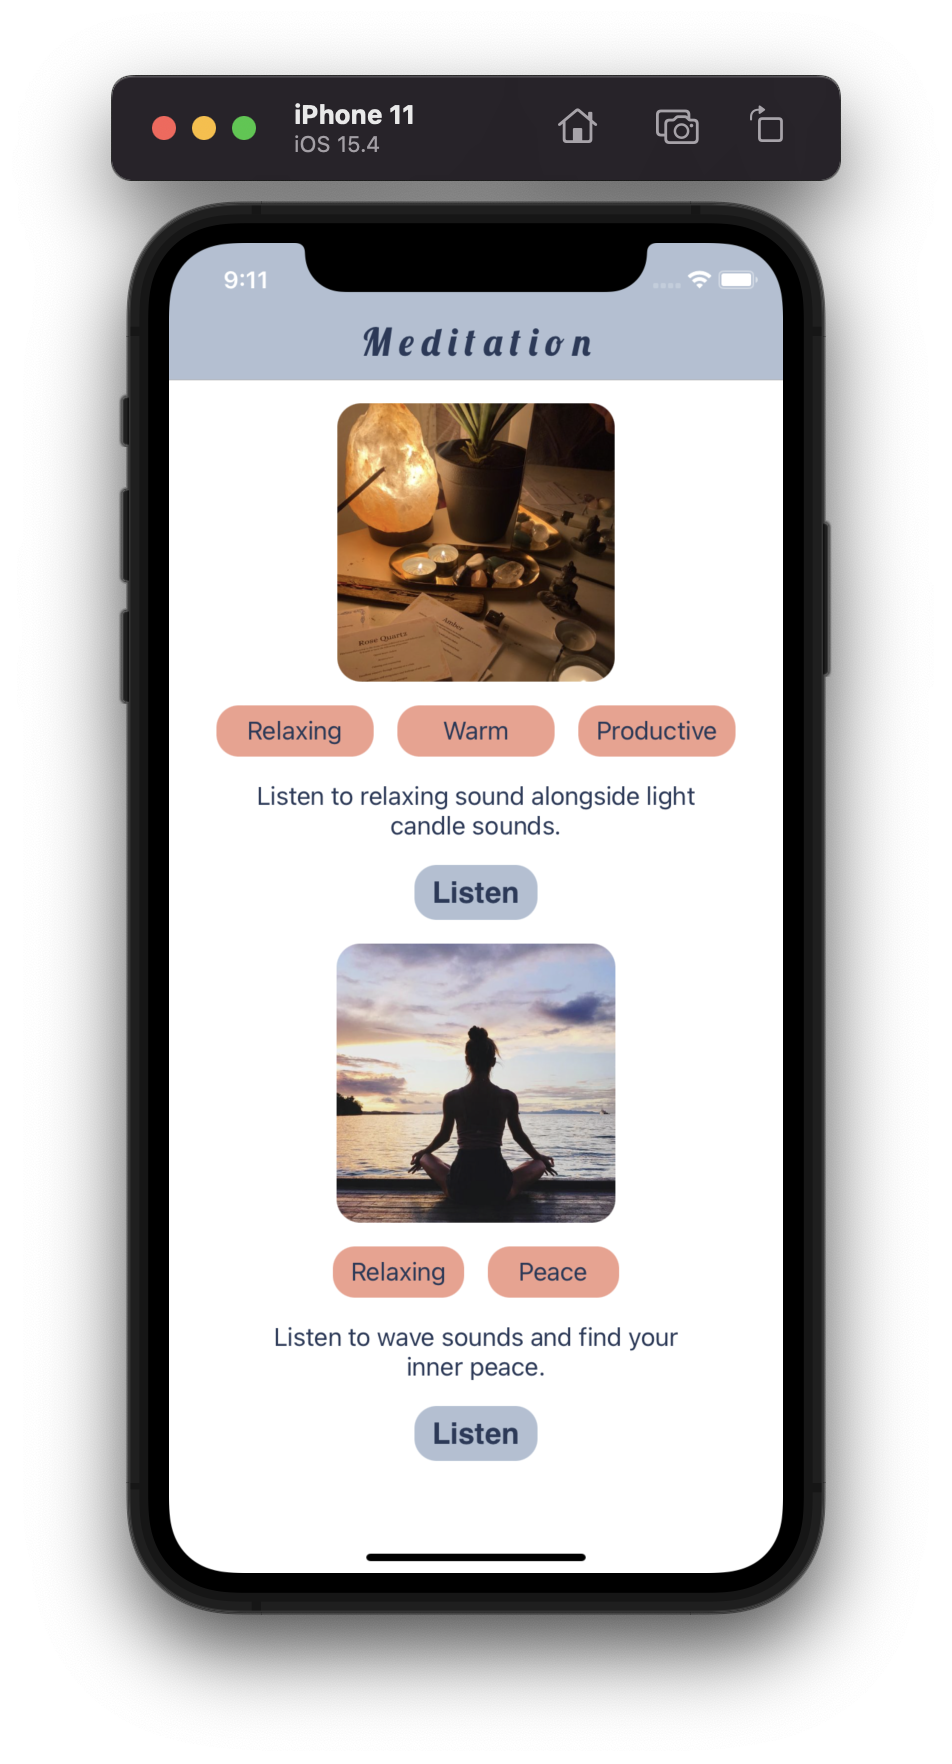 iPhone 11
iOS 15.4
9:11
Meditation
Amber
Rose Quartz
Relaxing
Warm
Productive
Listen to relaxing sound alongside light
candle sounds.
Listen
Relaxing
Peace
Listen to wave sounds and find your
inner peace.
Listen